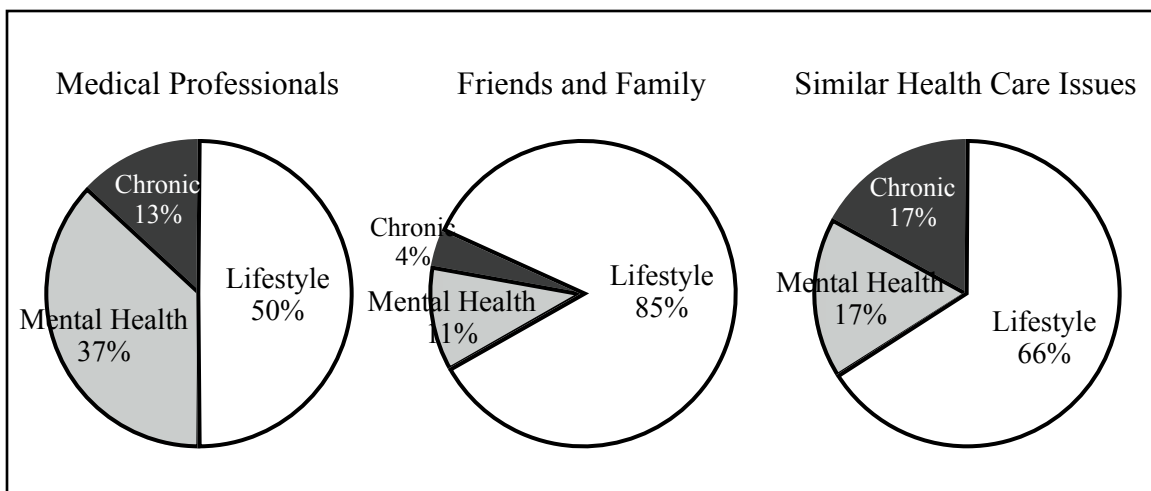 Medical Professionals
Chronic
13%
Lifestyle
50%
Mental Health
37%
Friends and Family
Chronic
4%
Lifestyle
85%
Mental Health
11%
Similar Health Care Issues
Chronic
17%
Mental Health
17%
Lifestyle
66%